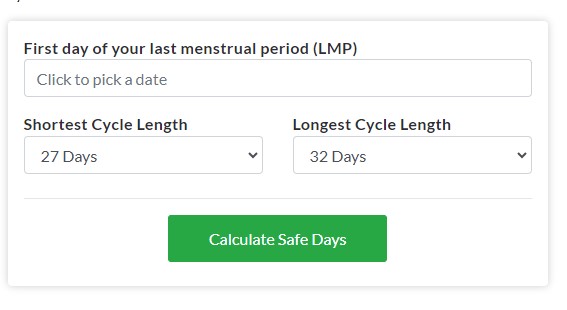 First day of your last menstrual period (LMP)
Click to pick a date
Shortest Cycle Length Longest Cycle Length
27 Days 32 Days
Calculate Safe Days